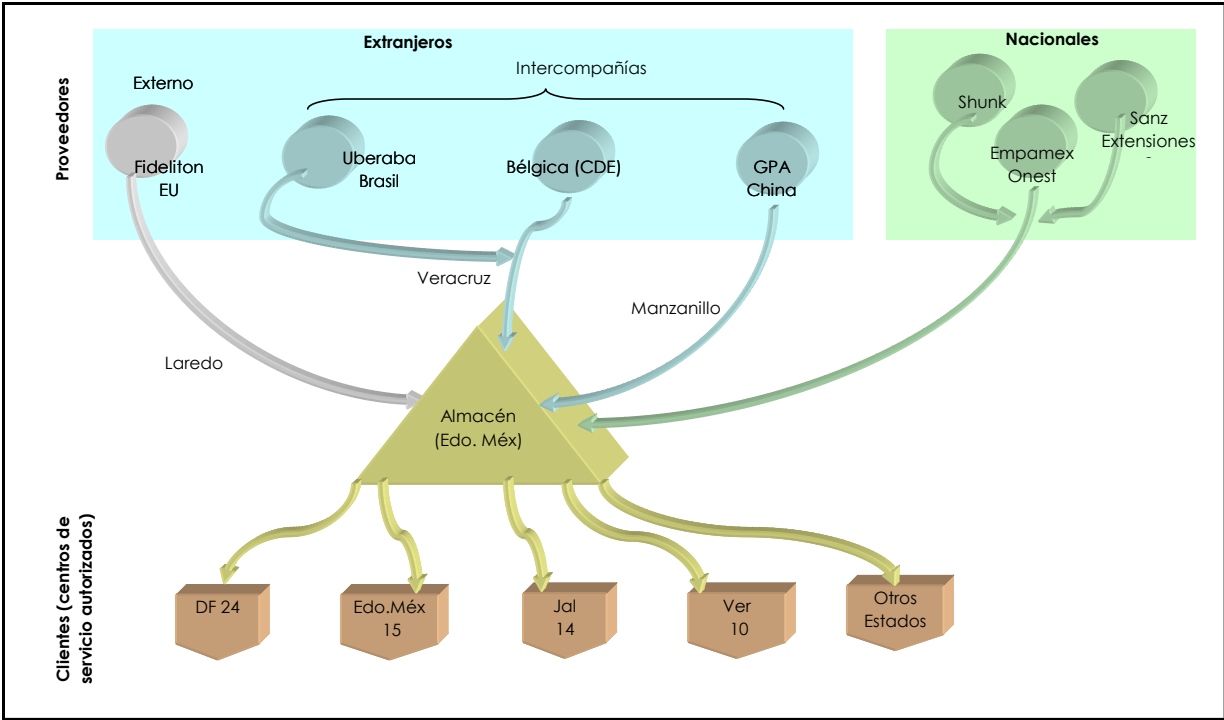 Proveedores
Extranjeros
Nacionales
Intercompañías
Externo
Fideliton
EU
Uberaba
Brasil
Bélgica (CDE)
GPA
China
Shunk
Empamex
Onest
Sanz
Extensiones
Veracruz
Manzanillo
Laredo
Almacén
(Edo. Méx)
Clientes (centros de
servicio autorizados)
DF 24
Edo.Méx
15
Jal
14
Ver
10
Otros
Estados